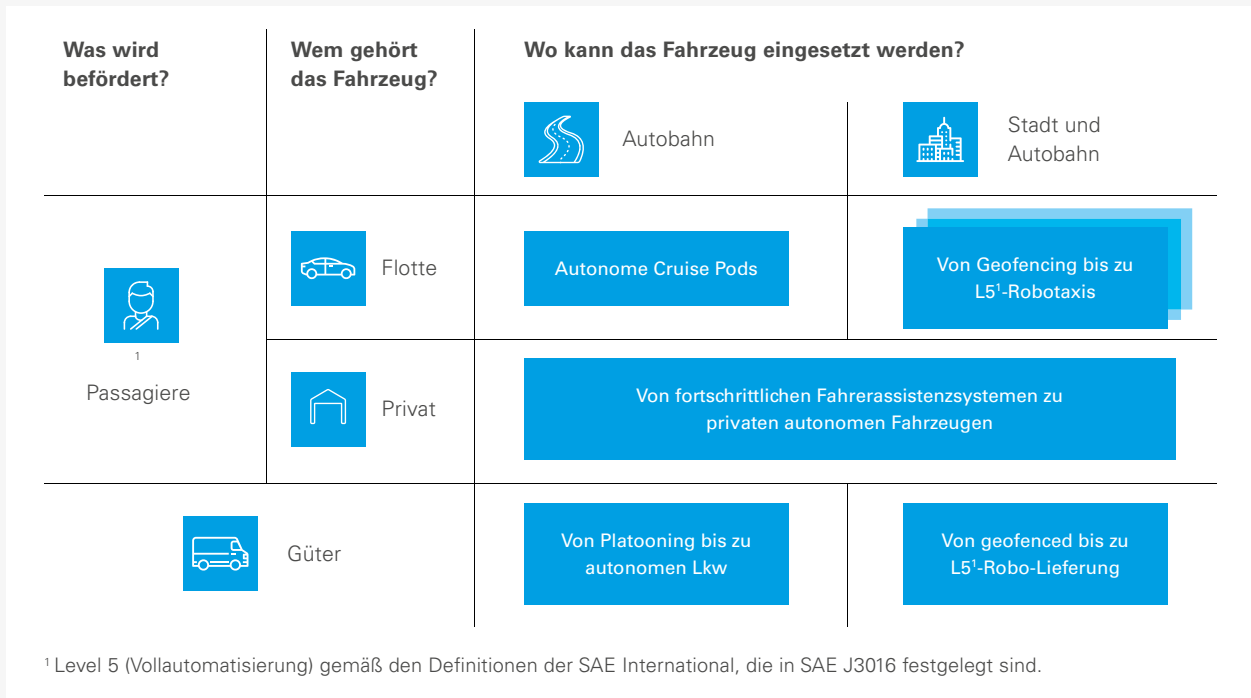 Was wird
befördert?
Wem gehört
das Fahrzeug?
Wo kann das Fahrzeug eingesetzt werden?
Autobahn
Stadt und
Autobahn
1
Passagiere
Flotte
Autonome Cruise Pods
Von Geofencing bis zu
L5¹-Robotaxis
Privat
Von fortschrittlichen Fahrerassistenzsystemen zu
privaten autonomen Fahrzeugen
Güter
Von Platooning bis zu
autonomen Lkw
Von geofenced bis zu
L5¹-Robo-Lieferung
¹ Level 5 (Vollautomatisierung) gemäß den Definitionen der SAE International, die in SAE J3016 festgelegt sind.